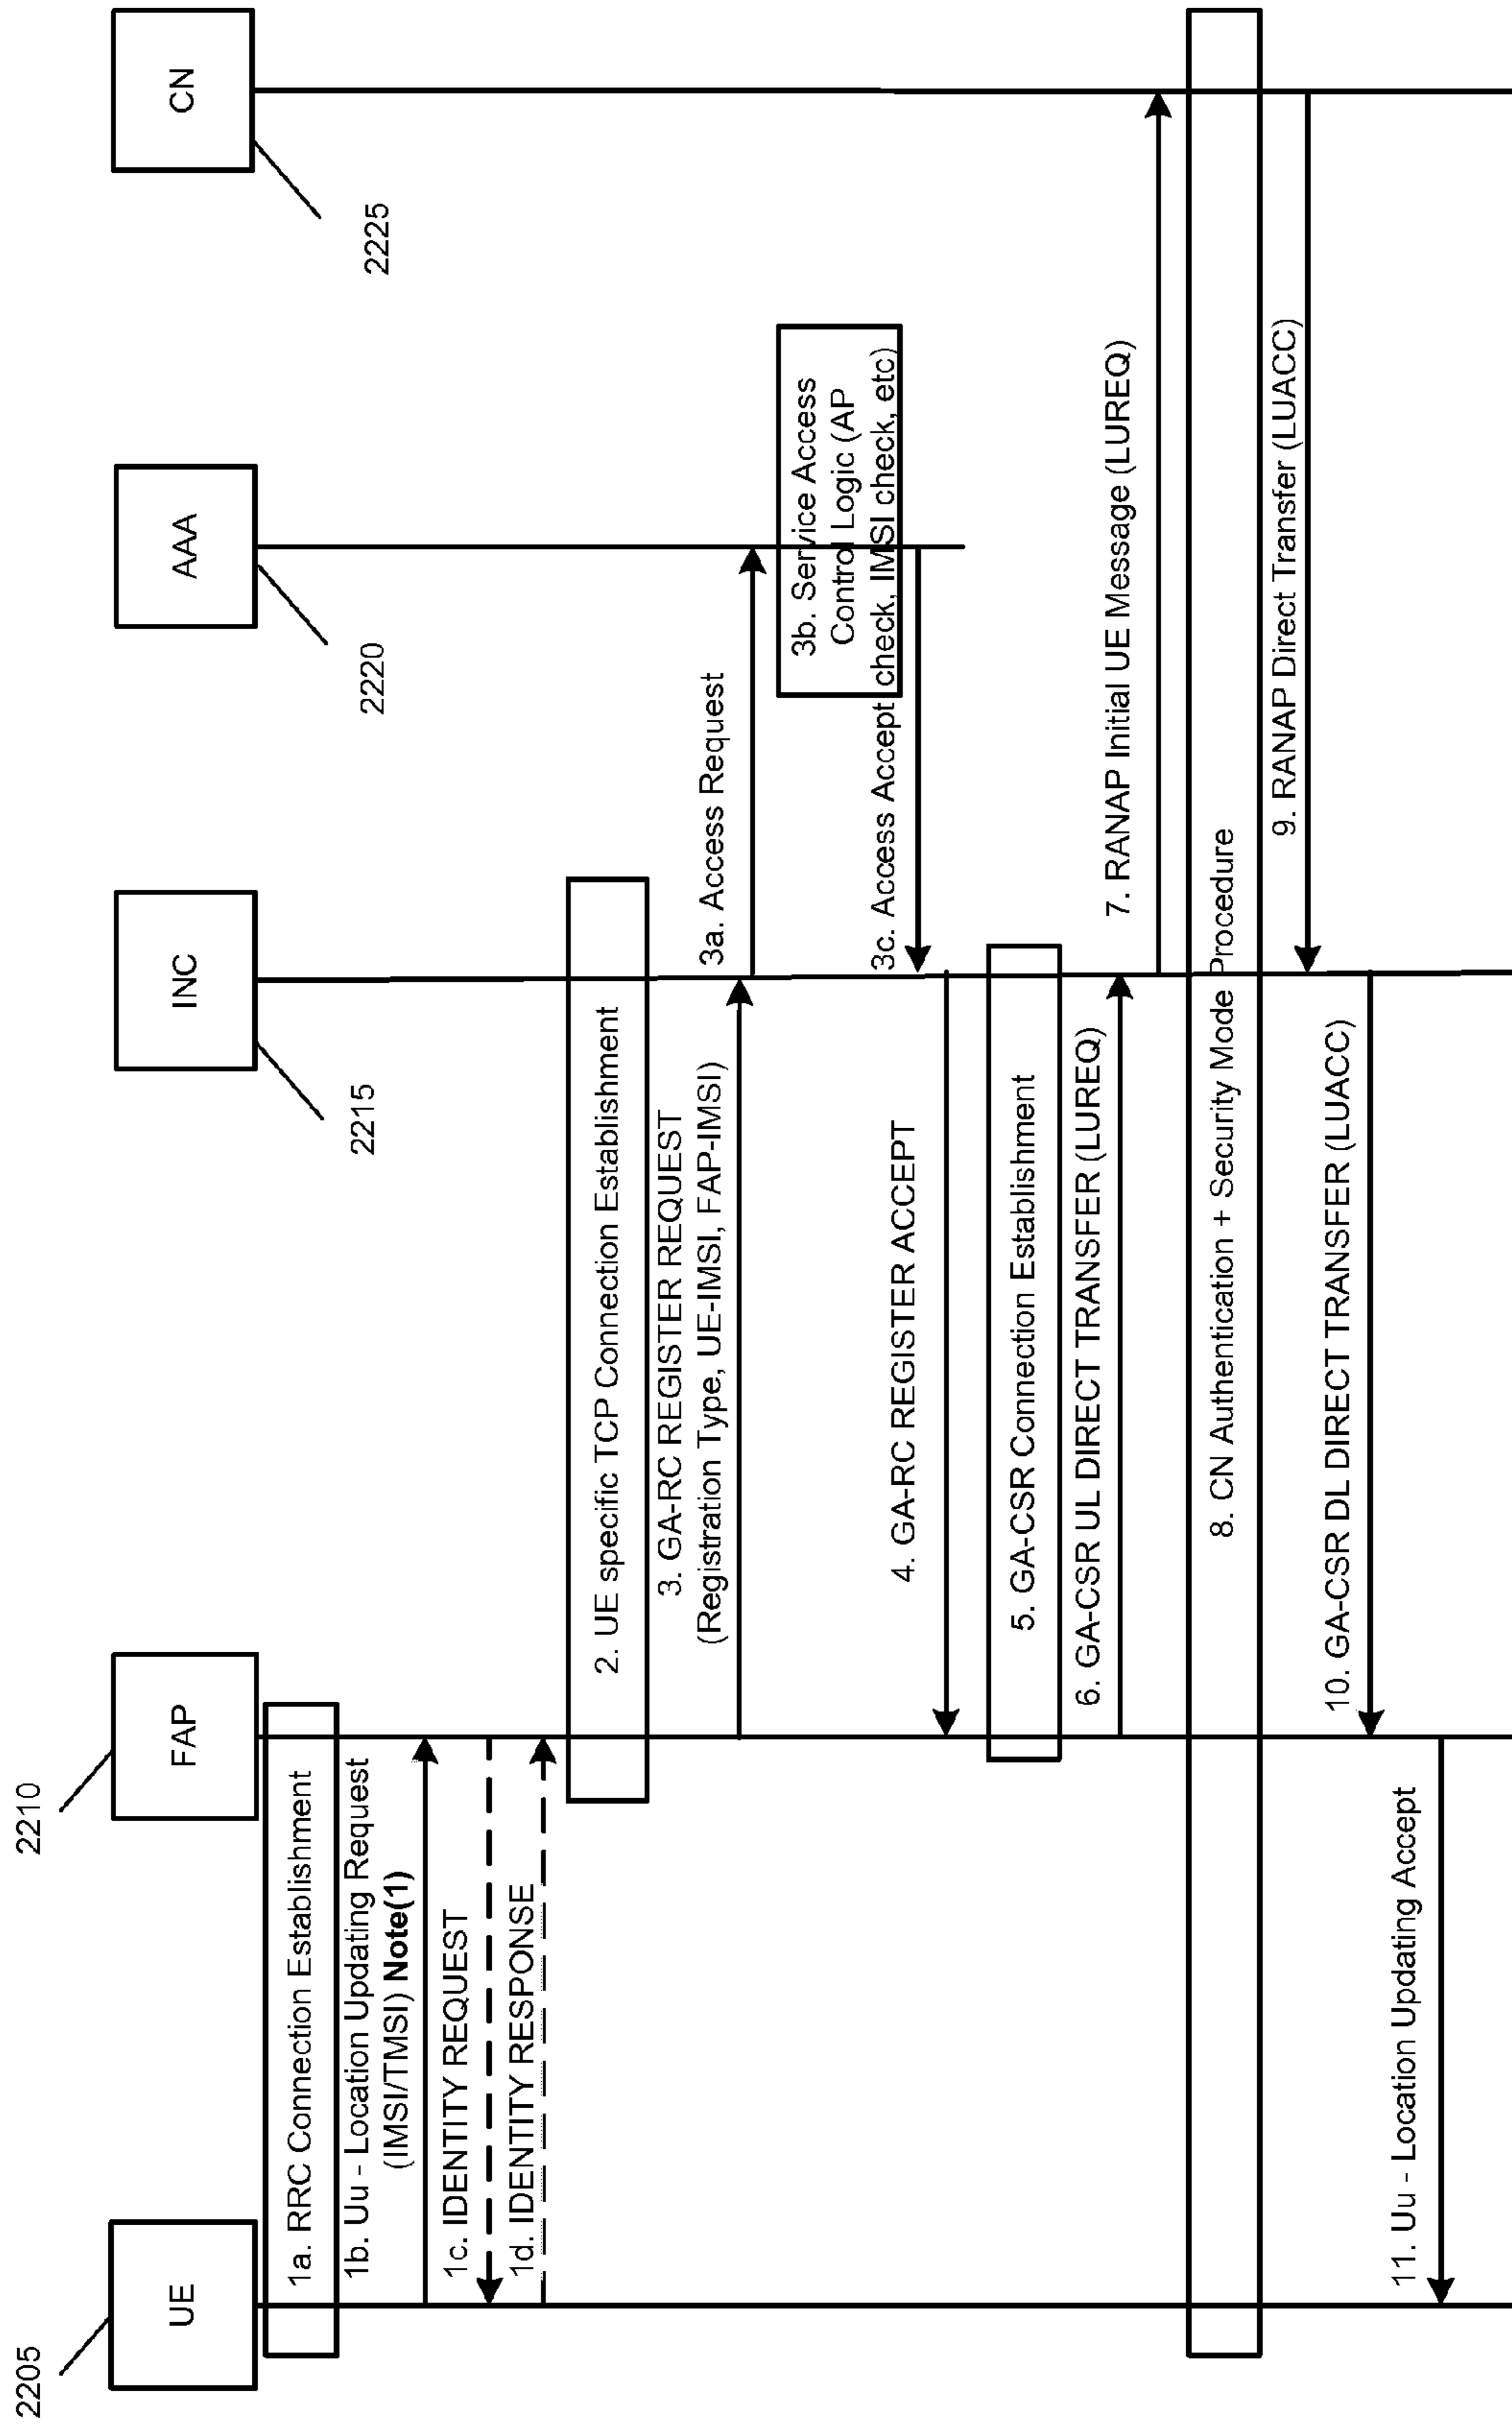 2205
UE
2210
FAP
2215
INC
2220
AAA
2225
CN
1a. RRC Connection Establishment
1b. Uu - Location Updating Request
(IMSI/TMSI) Note(1)
1c. IDENTITY REQUEST
1d. IDENTITY RESPONSE
2. UE specific TCP Connection Establishment
3. GA-RC REGISTER REQUEST
(Registration Type, UE-IMSI, FAP-IMSI)
3a. Access Request
3b. Service Access
Control Logic (AP
check, IMSI check, etc)
3c. Access Accept
4. GA-RC REGISTER ACCEPT
5. GA-CSR Connection Establishment
6. GA-CSR UL DIRECT TRANSFER (LUREQ)
7. RANAP Initial UE Message (LUREQ)
8. CN Authentication + Security Mode Procedure
9. RANAP Direct Transfer (LUACC)
10. GA-CSR DL DIRECT TRANSFER (LUACC)
11. Uu - Location Updating Accept